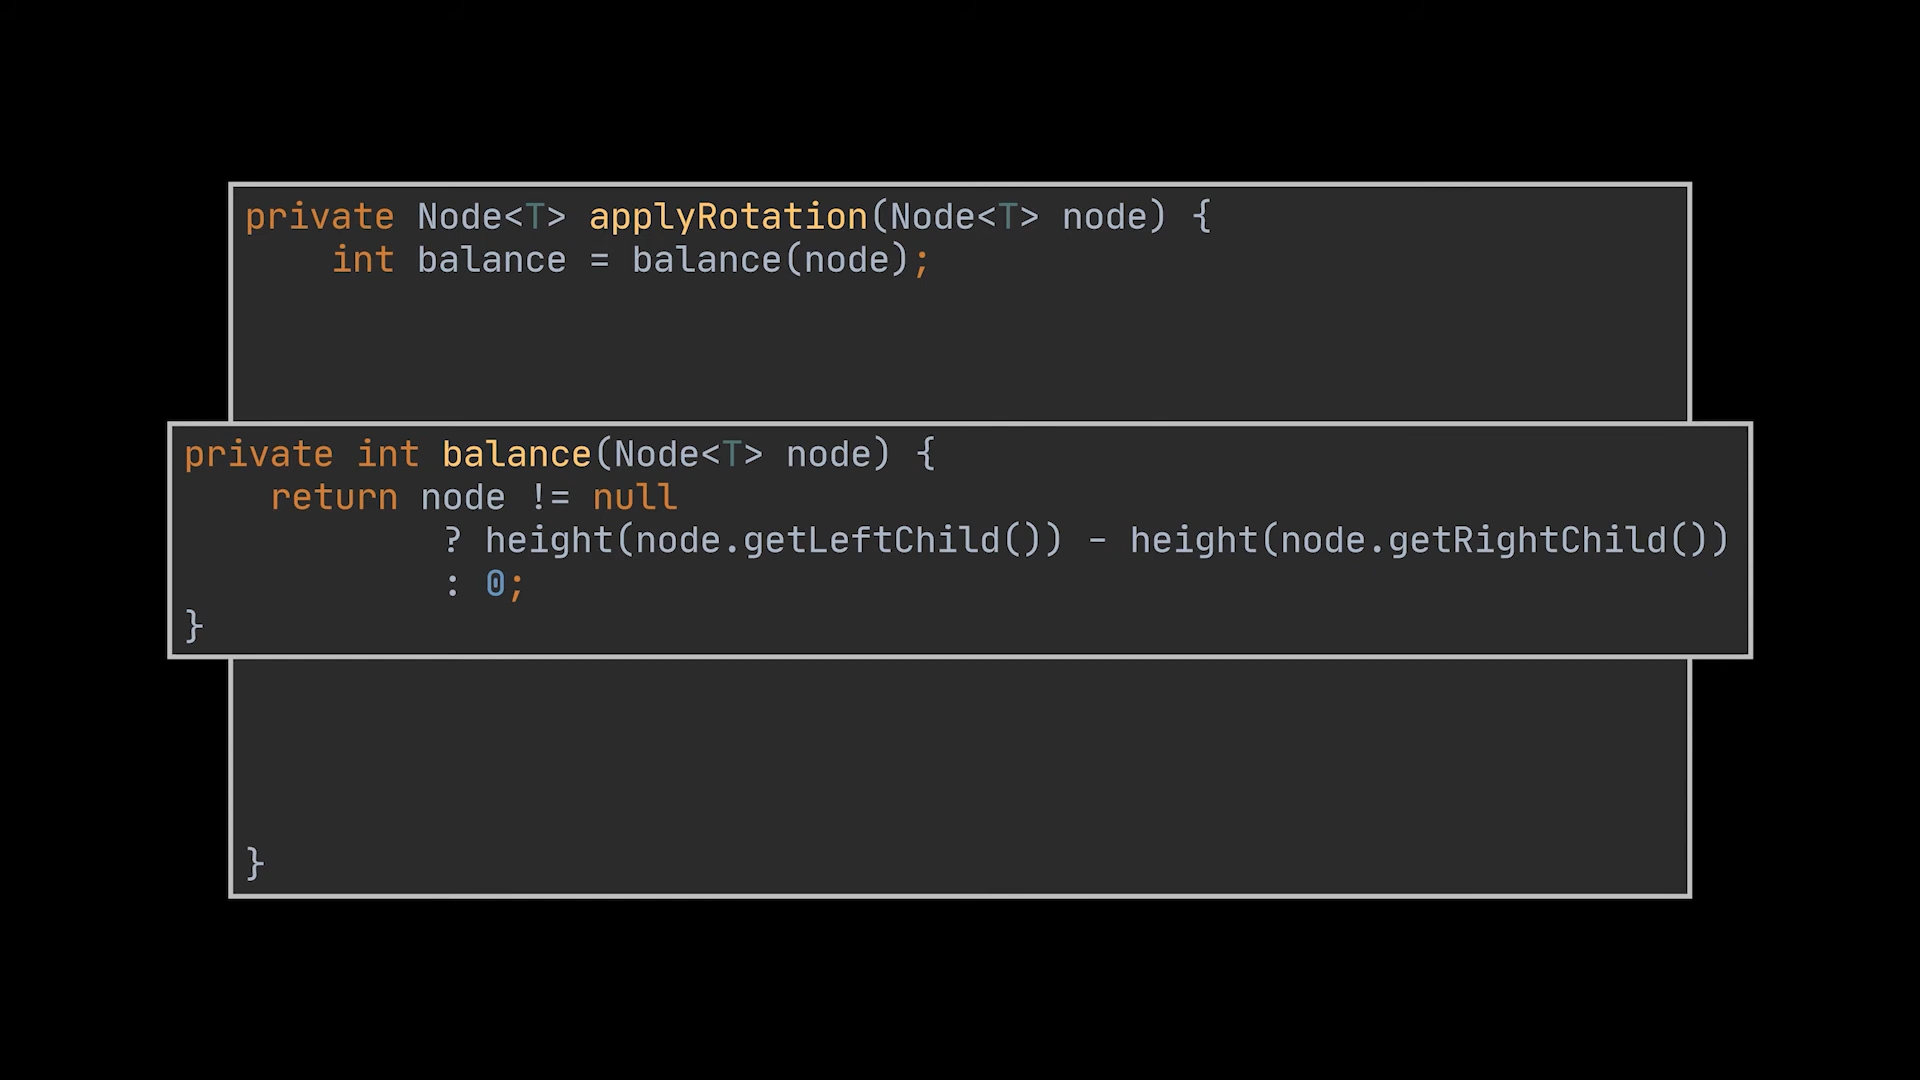 private Node<T> applyRotation(Node<T> node) {
    int balance = balance(node);
private int balance(Node<T> node) {
    return node != null
            ? height(node.getLeftChild()) - height(node.getRightChild())
            : 0;
}
}